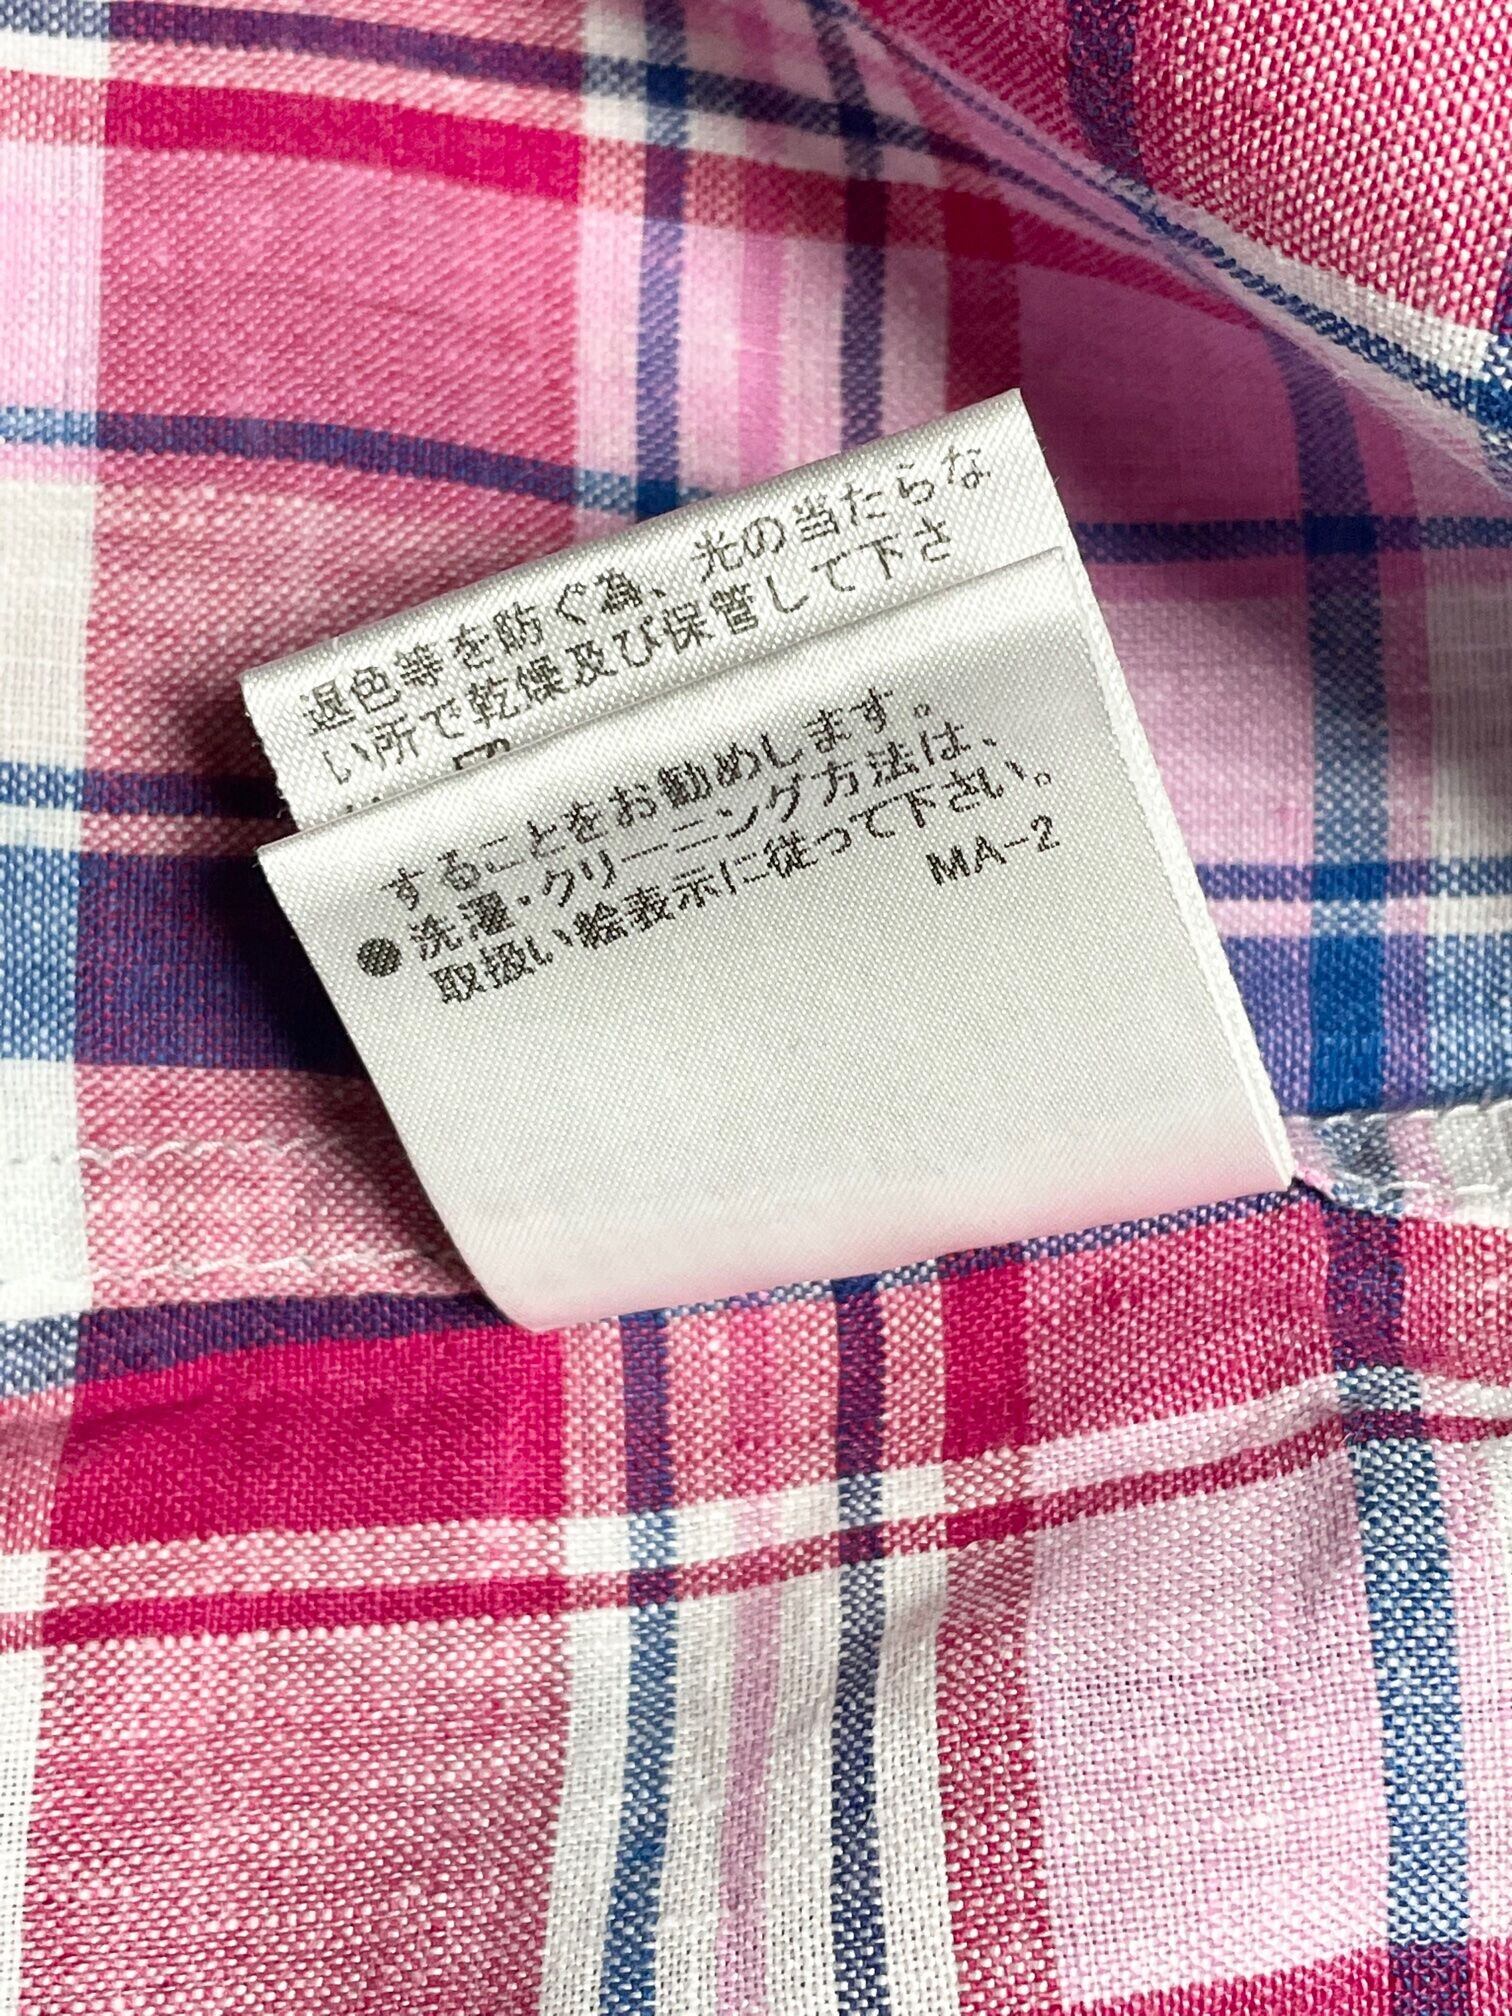 退色等を防ぐ為、光の当たらな
い所で乾燥及び保管して下さ
することをお勧めします。
●洗濯・クリーニング方法は、
取扱い絵表示に従って下さい。
MA-2